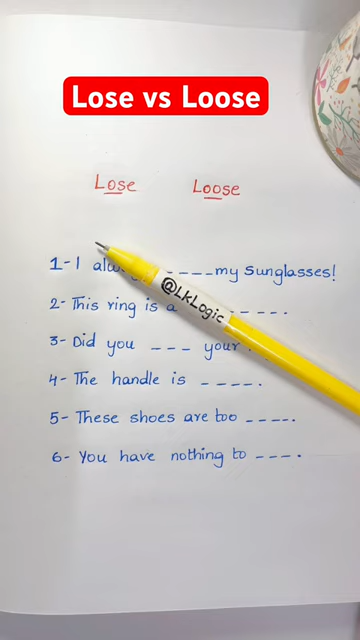 Lose vs Loose
Lose Loose
1- I ---- my Sunglasses!
2- This ring is a -----.
@LkLogic
3- Did you --- your
4- The handle is ----.
5- These shoes are too ----.
6- You have nothing to ----.